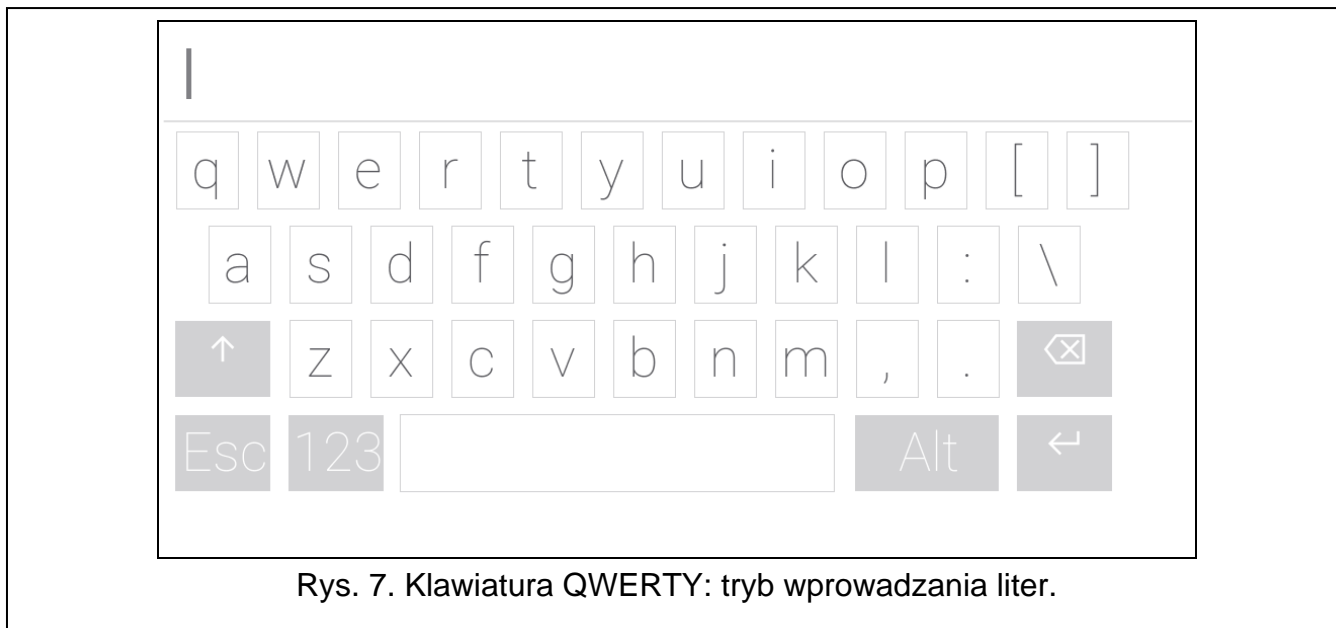 q w e r t y u i o p [ ]
a s d f g h j k l : \
↑ z x c v b n m , . ⌫
Esc 123 Alt ↵
Rys. 7. Klawiatura QWERTY: tryb wprowadzania liter.